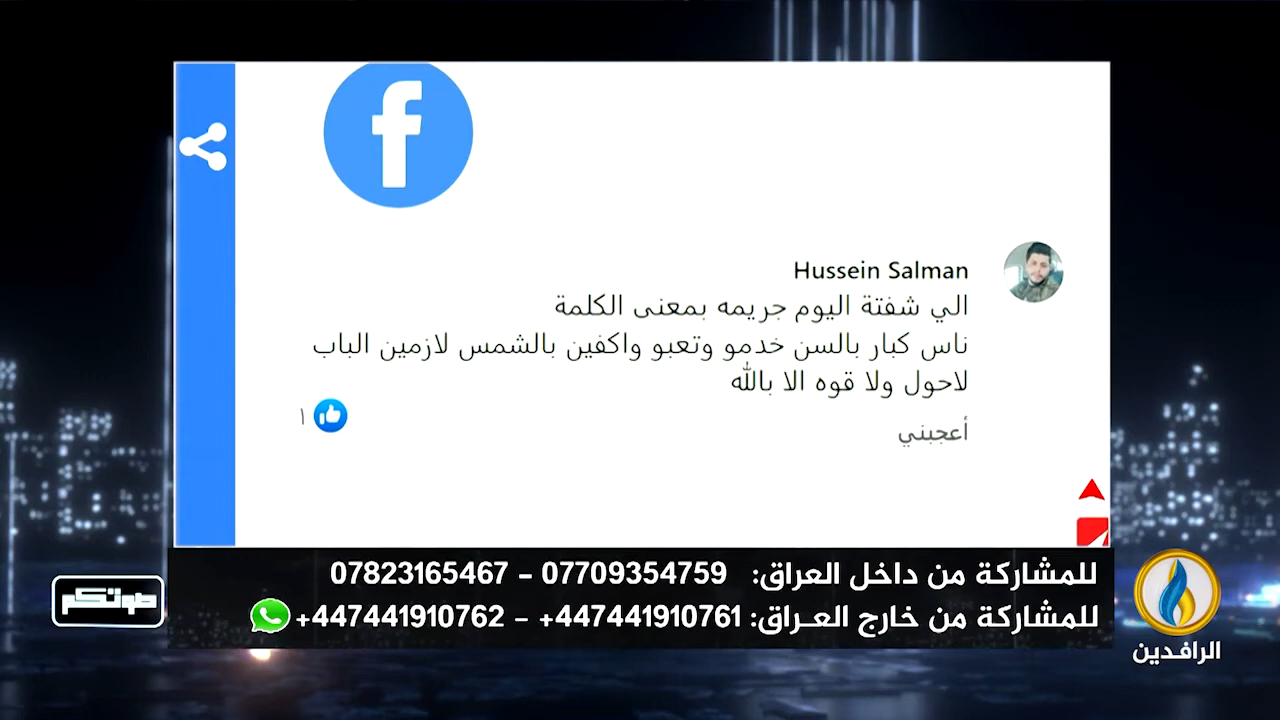 Hussein Salman
الي شفتة اليوم جريمه بمعنى الكلمة
ناس كبار بالسن خدمو وتعبو واكفين بالشمس لازمين الباب
لاحول ولا قوه الا بالله
أعجبني
١
للمشاركة من داخل العراق: 07709354759 - 07823165467
للمشاركة من خارج العـراق: 447441910761+ - 447441910762+
صوتكم
الرافدين